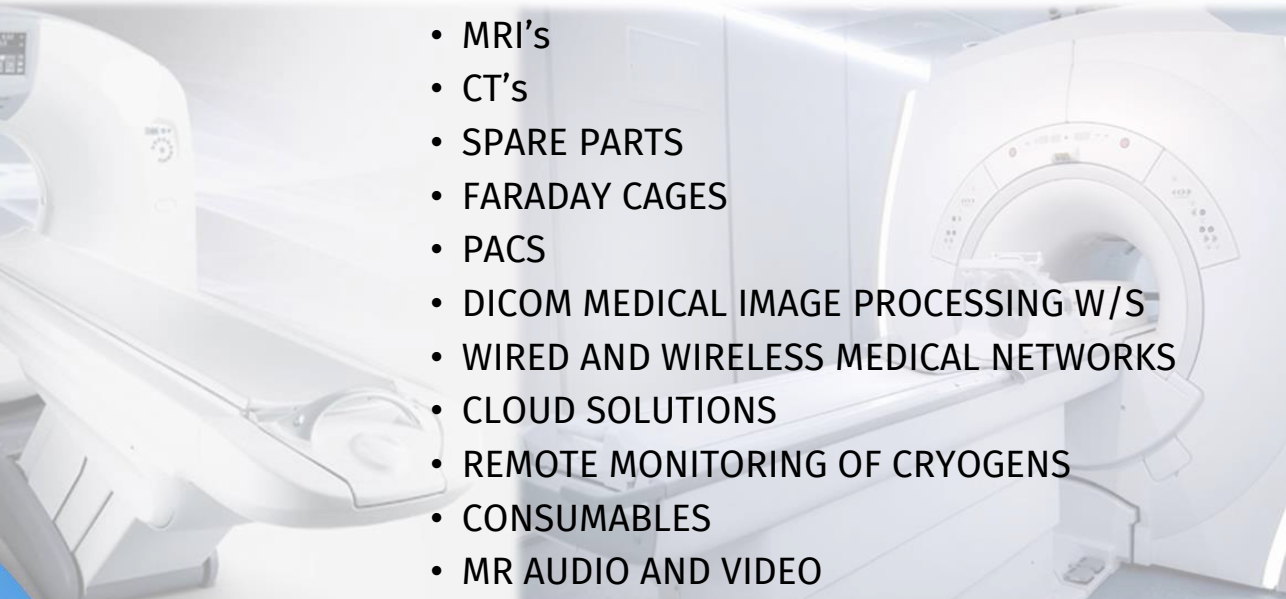 • MRI’s
• CT’s
• SPARE PARTS
• FARADAY CAGES
• PACS
• DICOM MEDICAL IMAGE PROCESSING W/S
• WIRED AND WIRELESS MEDICAL NETWORKS
• CLOUD SOLUTIONS
• REMOTE MONITORING OF CRYOGENS
• CONSUMABLES
• MR AUDIO AND VIDEO